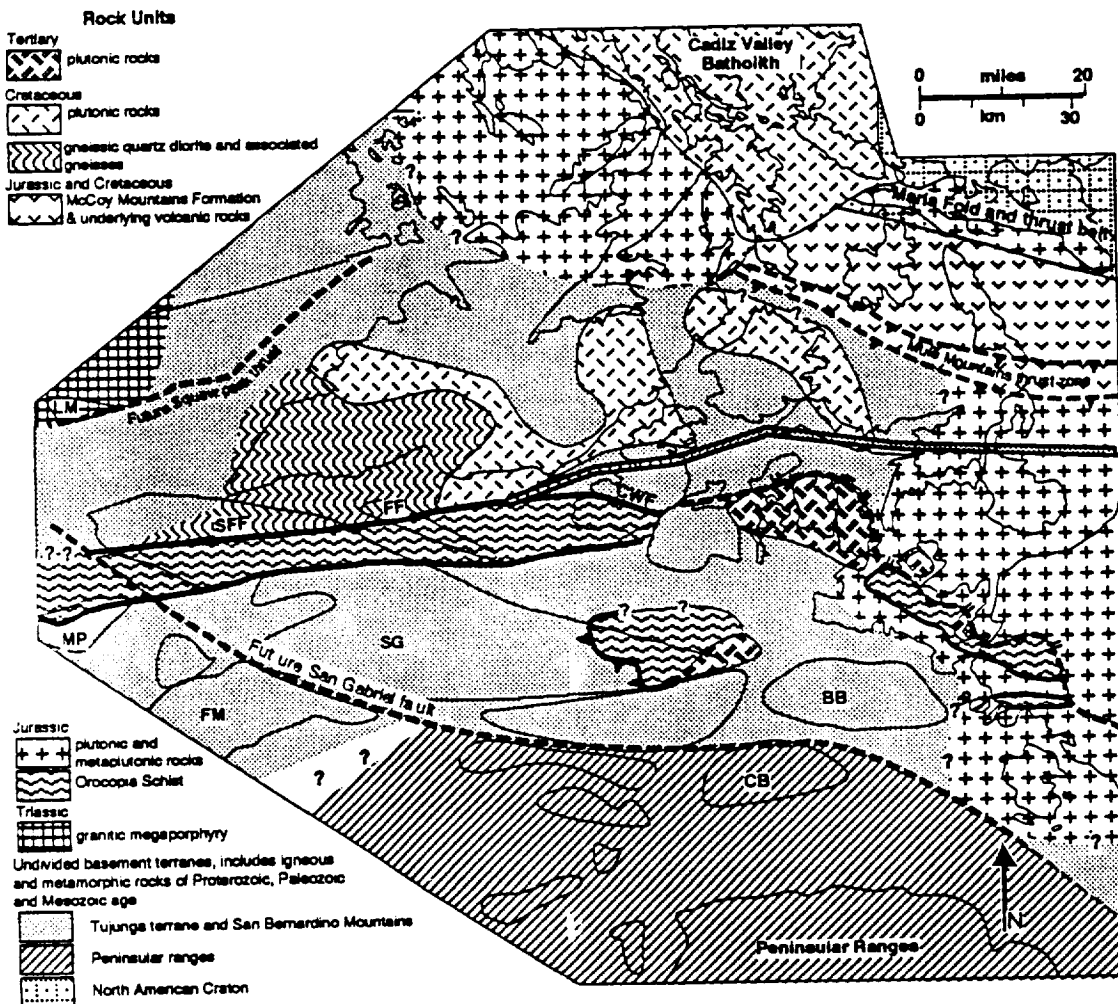 Rock Units
Tertiary
plutonic rocks
Cretaceous
plutonic rocks
gneissic quartz diorite and associated
gneisses
Jurassic and Cretaceous
McCoy Mountains Formation
& underlying volcanic rocks
Cadiz Valley
Batholith
0 miles 20
0 km 30
Maria Fold and thrust belt
Mule Mountains thrust zone
?
?
LM
Future Squaw peak thrust
?
?
SFF
FF
CWF
?-?-
MP
SG
? ?
?
FM
Future San Gabriel fault
BB
?
?
? ?
CB
?
?
N
Peninsular Ranges
Jurassic
plutonic and
metaplutonic rocks
Orocopia Schist
Triassic
granitic megaporphyry
Undivided basement terranes, includes igneous
and metamorphic rocks of Proterozoic, Paleozoic
and Mesozoic age
Tujunga terrane and San Bernardino Mountains
Peninsular ranges
North American Craton